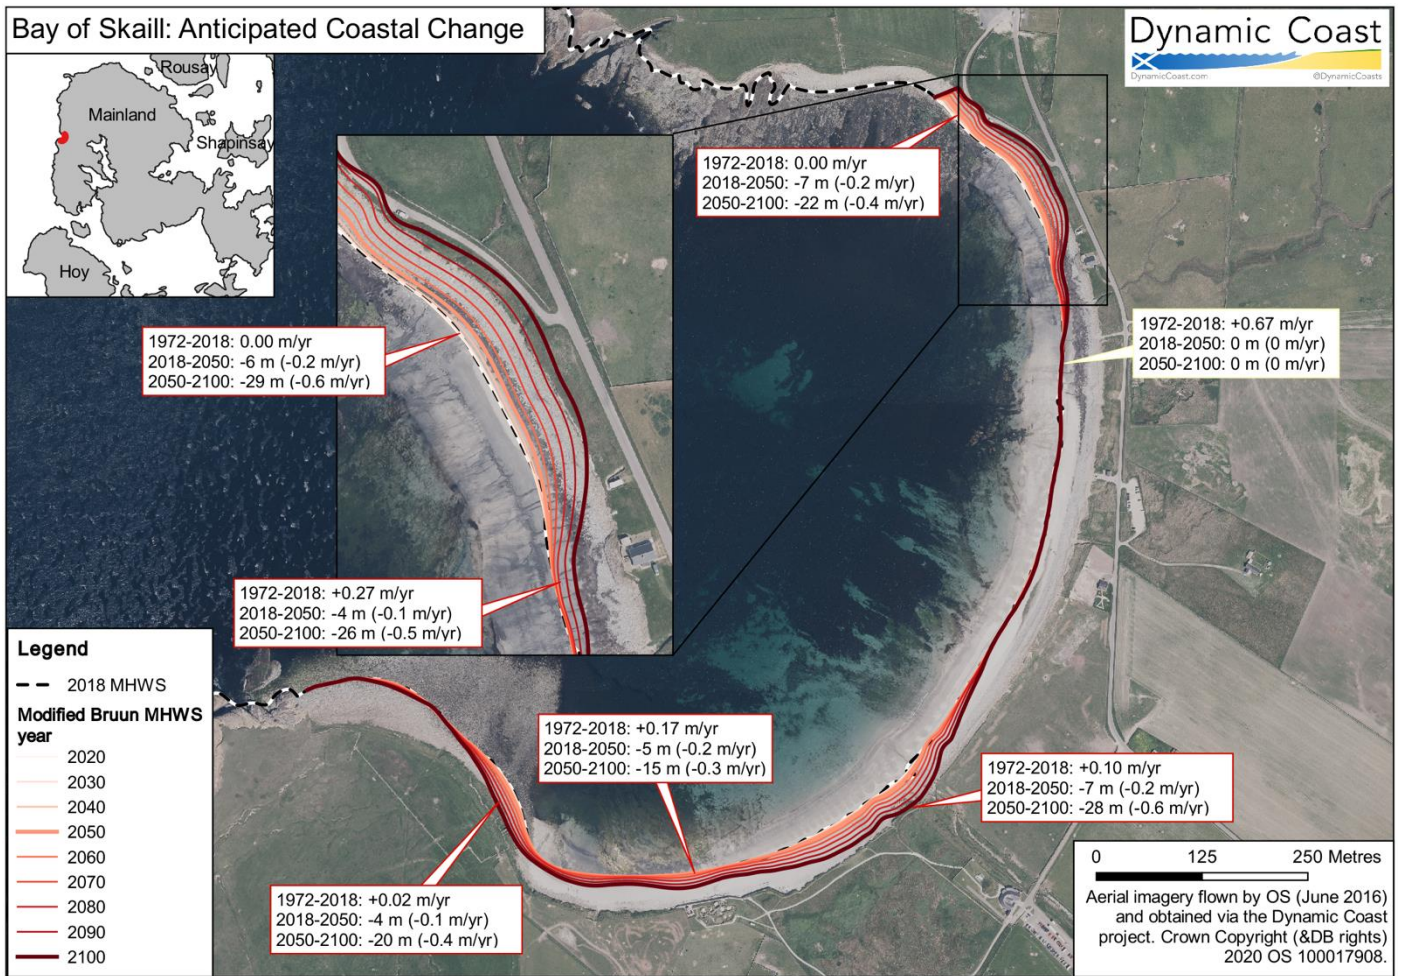 Bay of Skaill: Anticipated Coastal Change
Dynamic Coast
DynamicCoast.com
@DynamicCoasts
Rousay
Mainland
Shapinsay
Hoy
1972-2018: 0.00 m/yr
2018-2050: -7 m (-0.2 m/yr)
2050-2100: -22 m (-0.4 m/yr)
1972-2018: 0.00 m/yr
2018-2050: -6 m (-0.2 m/yr)
2050-2100: -29 m (-0.6 m/yr)
1972-2018: +0.67 m/yr
2018-2050: 0 m (0 m/yr)
2050-2100: 0 m (0 m/yr)
1972-2018: +0.27 m/yr
2018-2050: -4 m (-0.1 m/yr)
2050-2100: -26 m (-0.5 m/yr)
1972-2018: +0.17 m/yr
2018-2050: -5 m (-0.2 m/yr)
2050-2100: -15 m (-0.3 m/yr)
1972-2018: +0.10 m/yr
2018-2050: -7 m (-0.2 m/yr)
2050-2100: -28 m (-0.6 m/yr)
1972-2018: +0.02 m/yr
2018-2050: -4 m (-0.1 m/yr)
2050-2100: -20 m (-0.4 m/yr)
Legend
2018 MHWS
Modified Bruun MHWS
year
2020
2030
2040
2050
2060
2070
2080
2090
2100
0 125 250 Metres
Aerial imagery flown by OS (June 2016)
and obtained via the Dynamic Coast
project. Crown Copyright (&DB rights)
2020 OS 100017908.